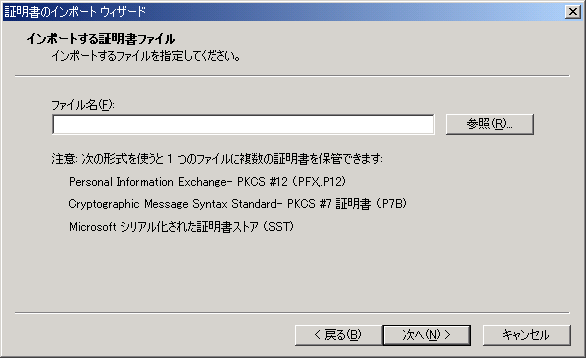 証明書のインポート ウィザード
インポートする証明書ファイル
インポートするファイルを指定してください。
ファイル名(F):
参照(R)...
注意: 次の形式を使うと 1 つのファイルに複数の証明書を保管できます:
Personal Information Exchange- PKCS #12 (PFX,.P12)
Cryptographic Message Syntax Standard- PKCS #7 証明書 (P7B)
Microsoft シリアル化された証明書ストア (SST)
< 戻る(B) 次へ(N) > キャンセル